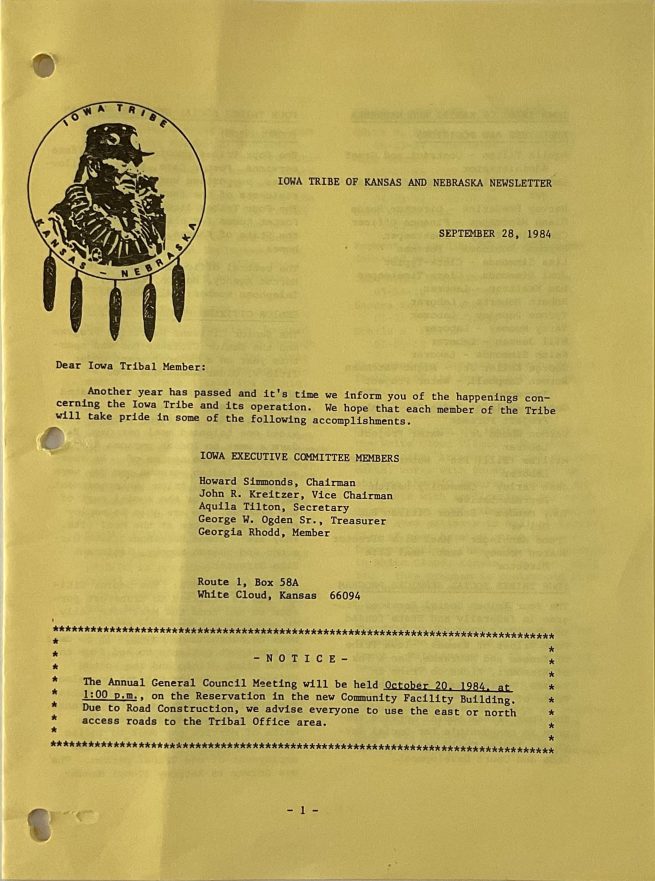 IOWA TRIBE
KANSAS - NEBRASKA
IOWA TRIBE OF KANSAS AND NEBRASKA NEWSLETTER
SEPTEMBER 28, 1984
Dear Iowa Tribal Member:
Another year has passed and it's time we inform you of the happenings con-
cerning the Iowa Tribe and its operation. We hope that each member of the Tribe
will take pride in some of the following accomplishments.
IOWA EXECUTIVE COMMITTEE MEMBERS
Howard Simmonds, Chairman
John R. Kreitzer, Vice Chairman
Aquila Tilton, Secretary
George W. Ogden Sr., Treasurer
Georgia Rhodd, Member
Route 1, Box 58A
White Cloud, Kansas 66094
- N O T I C E -
The Annual General Council Meeting will be held October 20, 1984, at
1:00 p.m., on the Reservation in the new Community Facility Building.
Due to Road Construction, we advise everyone to use the east or north
access roads to the Tribal Office area.
- 1 -